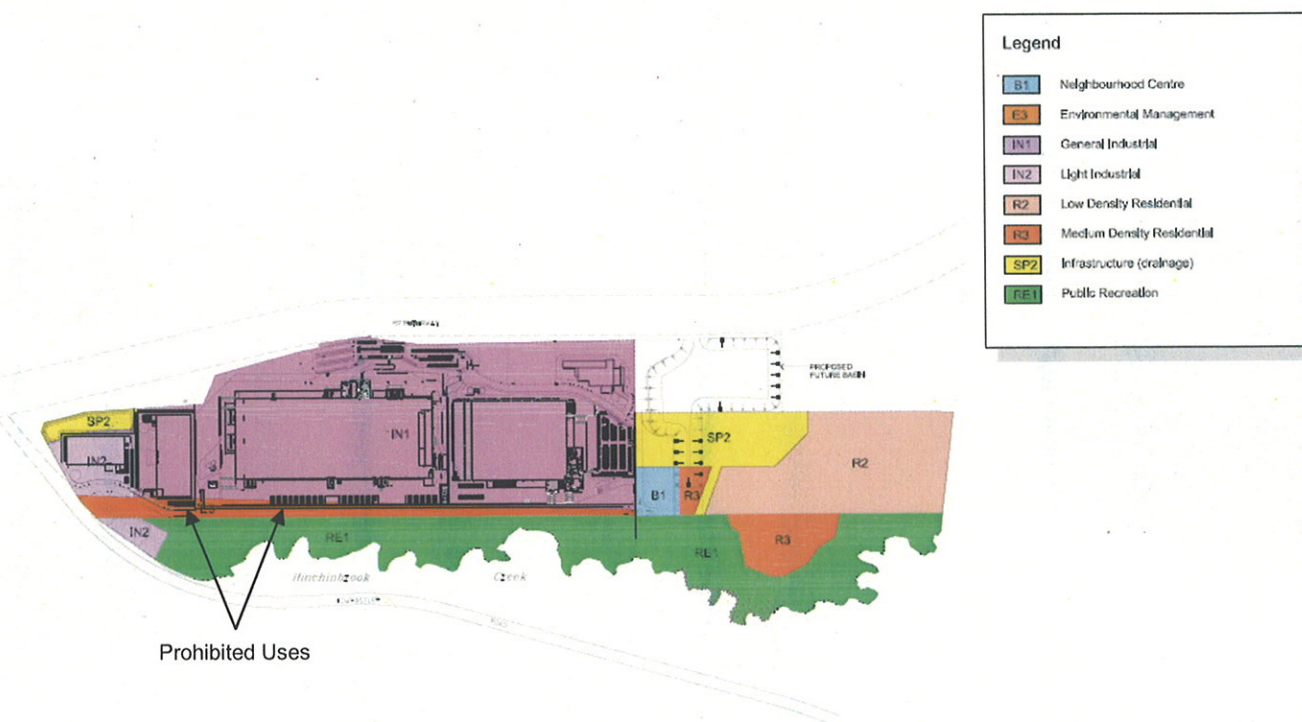 Legend
B1 Neighbourhood Centre
E3 Environmental Management
IN1 General Industrial
IN2 Light Industrial
R2 Low Density Residential
R3 Medium Density Residential
SP2 Infrastructure (drainage)
RE1 Public Recreation
PROPOSED
FUTURE BASIN
SP2
IN1
SP2
IN2
R2
B1
R3
IN2
RE1
RE1
R3
Hinchinbrook Creek
Prohibited Uses